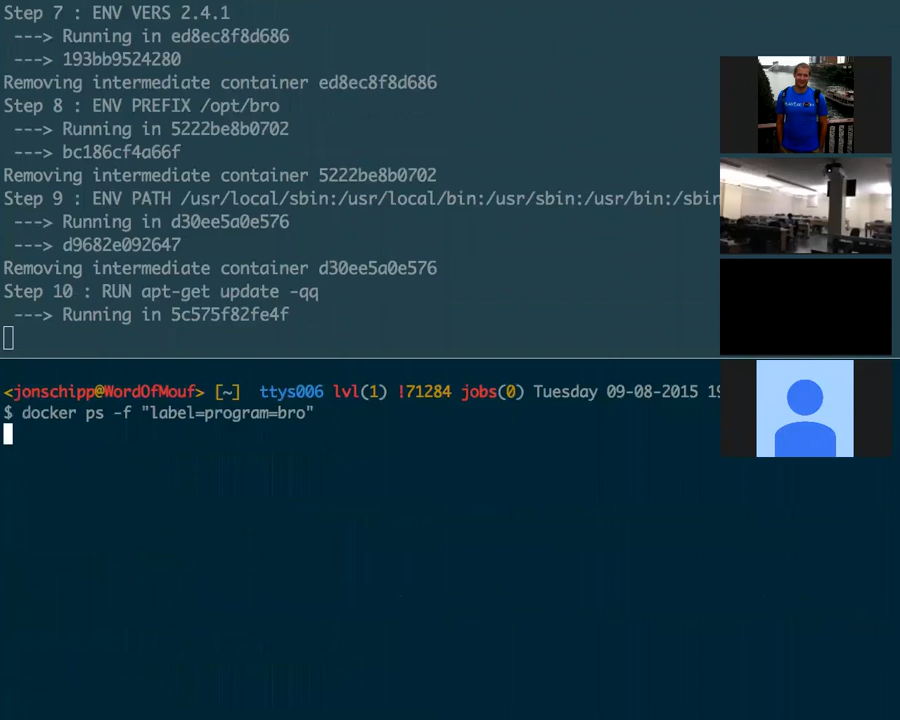 Step 7 : ENV VERS 2.4.1
---> Running in ed8ec8f8d686
---> 193bb9524280
Removing intermediate container ed8ec8f8d686
Step 8 : ENV PREFIX /opt/bro
---> Running in 5222be8b0702
---> bc186cf4a66f
Removing intermediate container 5222be8b0702
Step 9 : ENV PATH /usr/local/sbin:/usr/local/bin:/usr/sbin:/usr/bin:/sbin
---> Running in d30ee5a0e576
---> d9682e092647
Removing intermediate container d30ee5a0e576
Step 10 : RUN apt-get update -qq
---> Running in 5c575f82fe4f
<jonschipp@WordOfMouf> [~] ttys006 lvl(1) !71284 jobs(0) Tuesday 09-08-2015 19
$ docker ps -f "label=program=bro"